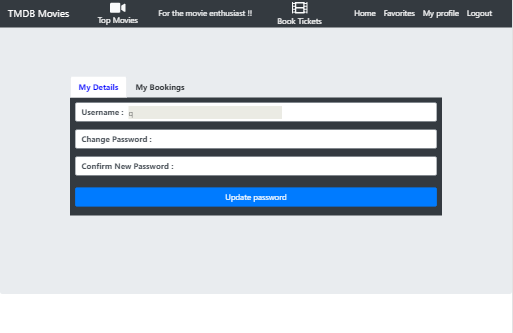 TMDB Movies
Top Movies
For the movie enthusiast !!
Book Tickets
Home Favorites My profile Logout
My Details My Bookings
Username : q
Change Password :
Confirm New Password :
Update password